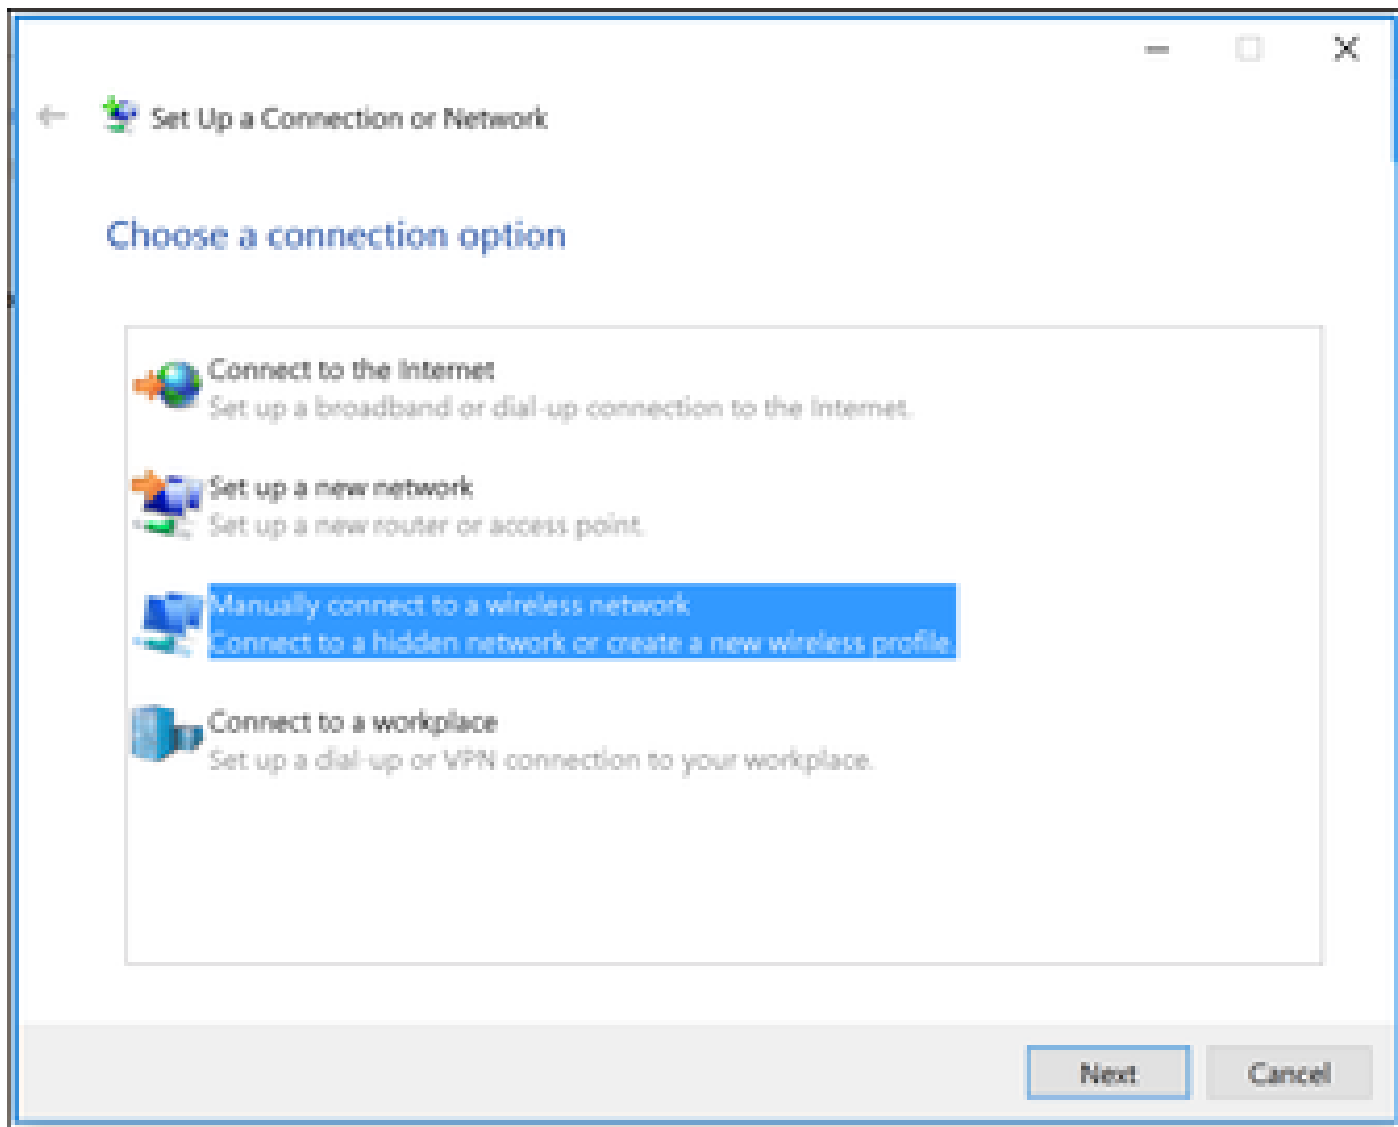 Set Up a Connection or Network
Choose a connection option
Connect to the Internet
Set up a broadband or dial-up connection to the Internet.
Set up a new network
Set up a new router or access point.
Manually connect to a wireless network
Connect to a hidden network or create a new wireless profile.
Connect to a workplace
Set up a dial-up or VPN connection to your workplace.
Next
Cancel